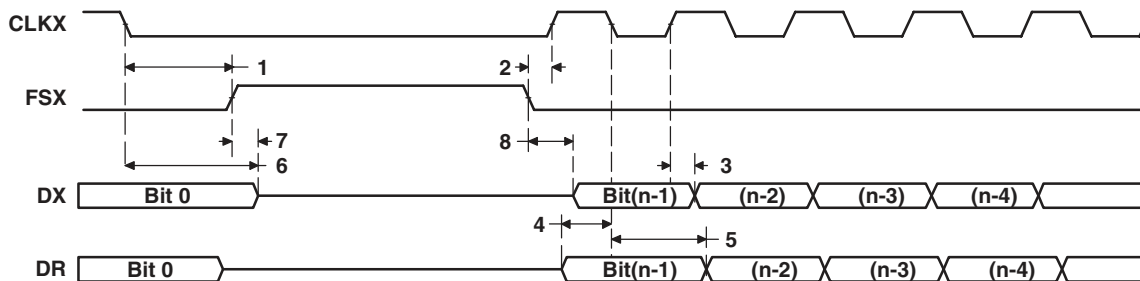 CLKX
1 2
FSX
7 8
6 3
DX Bit 0 Bit(n-1) (n-2) (n-3) (n-4)
4 5
DR Bit 0 Bit(n-1) (n-2) (n-3) (n-4)